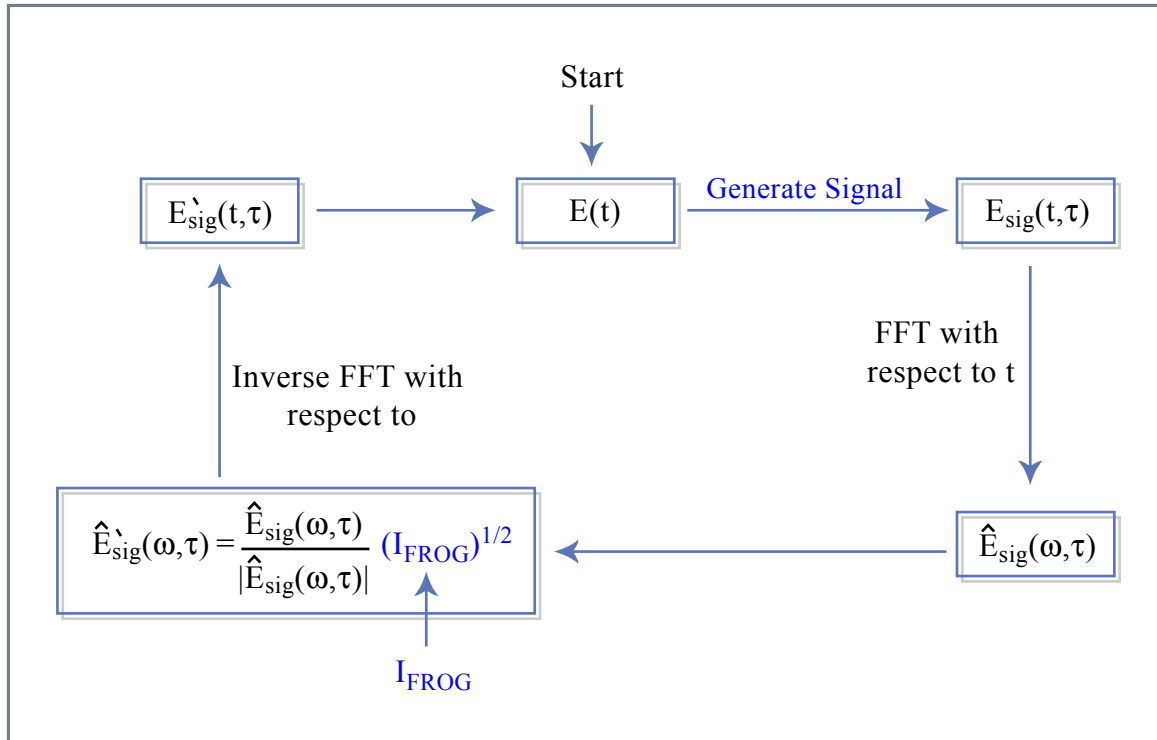 Start
E`sig(t,τ)
E(t)
Generate Signal
Esig(t,τ)
FFT with
respect to t
Inverse FFT with
respect to
Ê`sig(ω,τ) = Êsig(ω,τ) / |Êsig(ω,τ)| (IFROG)1/2
Êsig(ω,τ)
IFROG